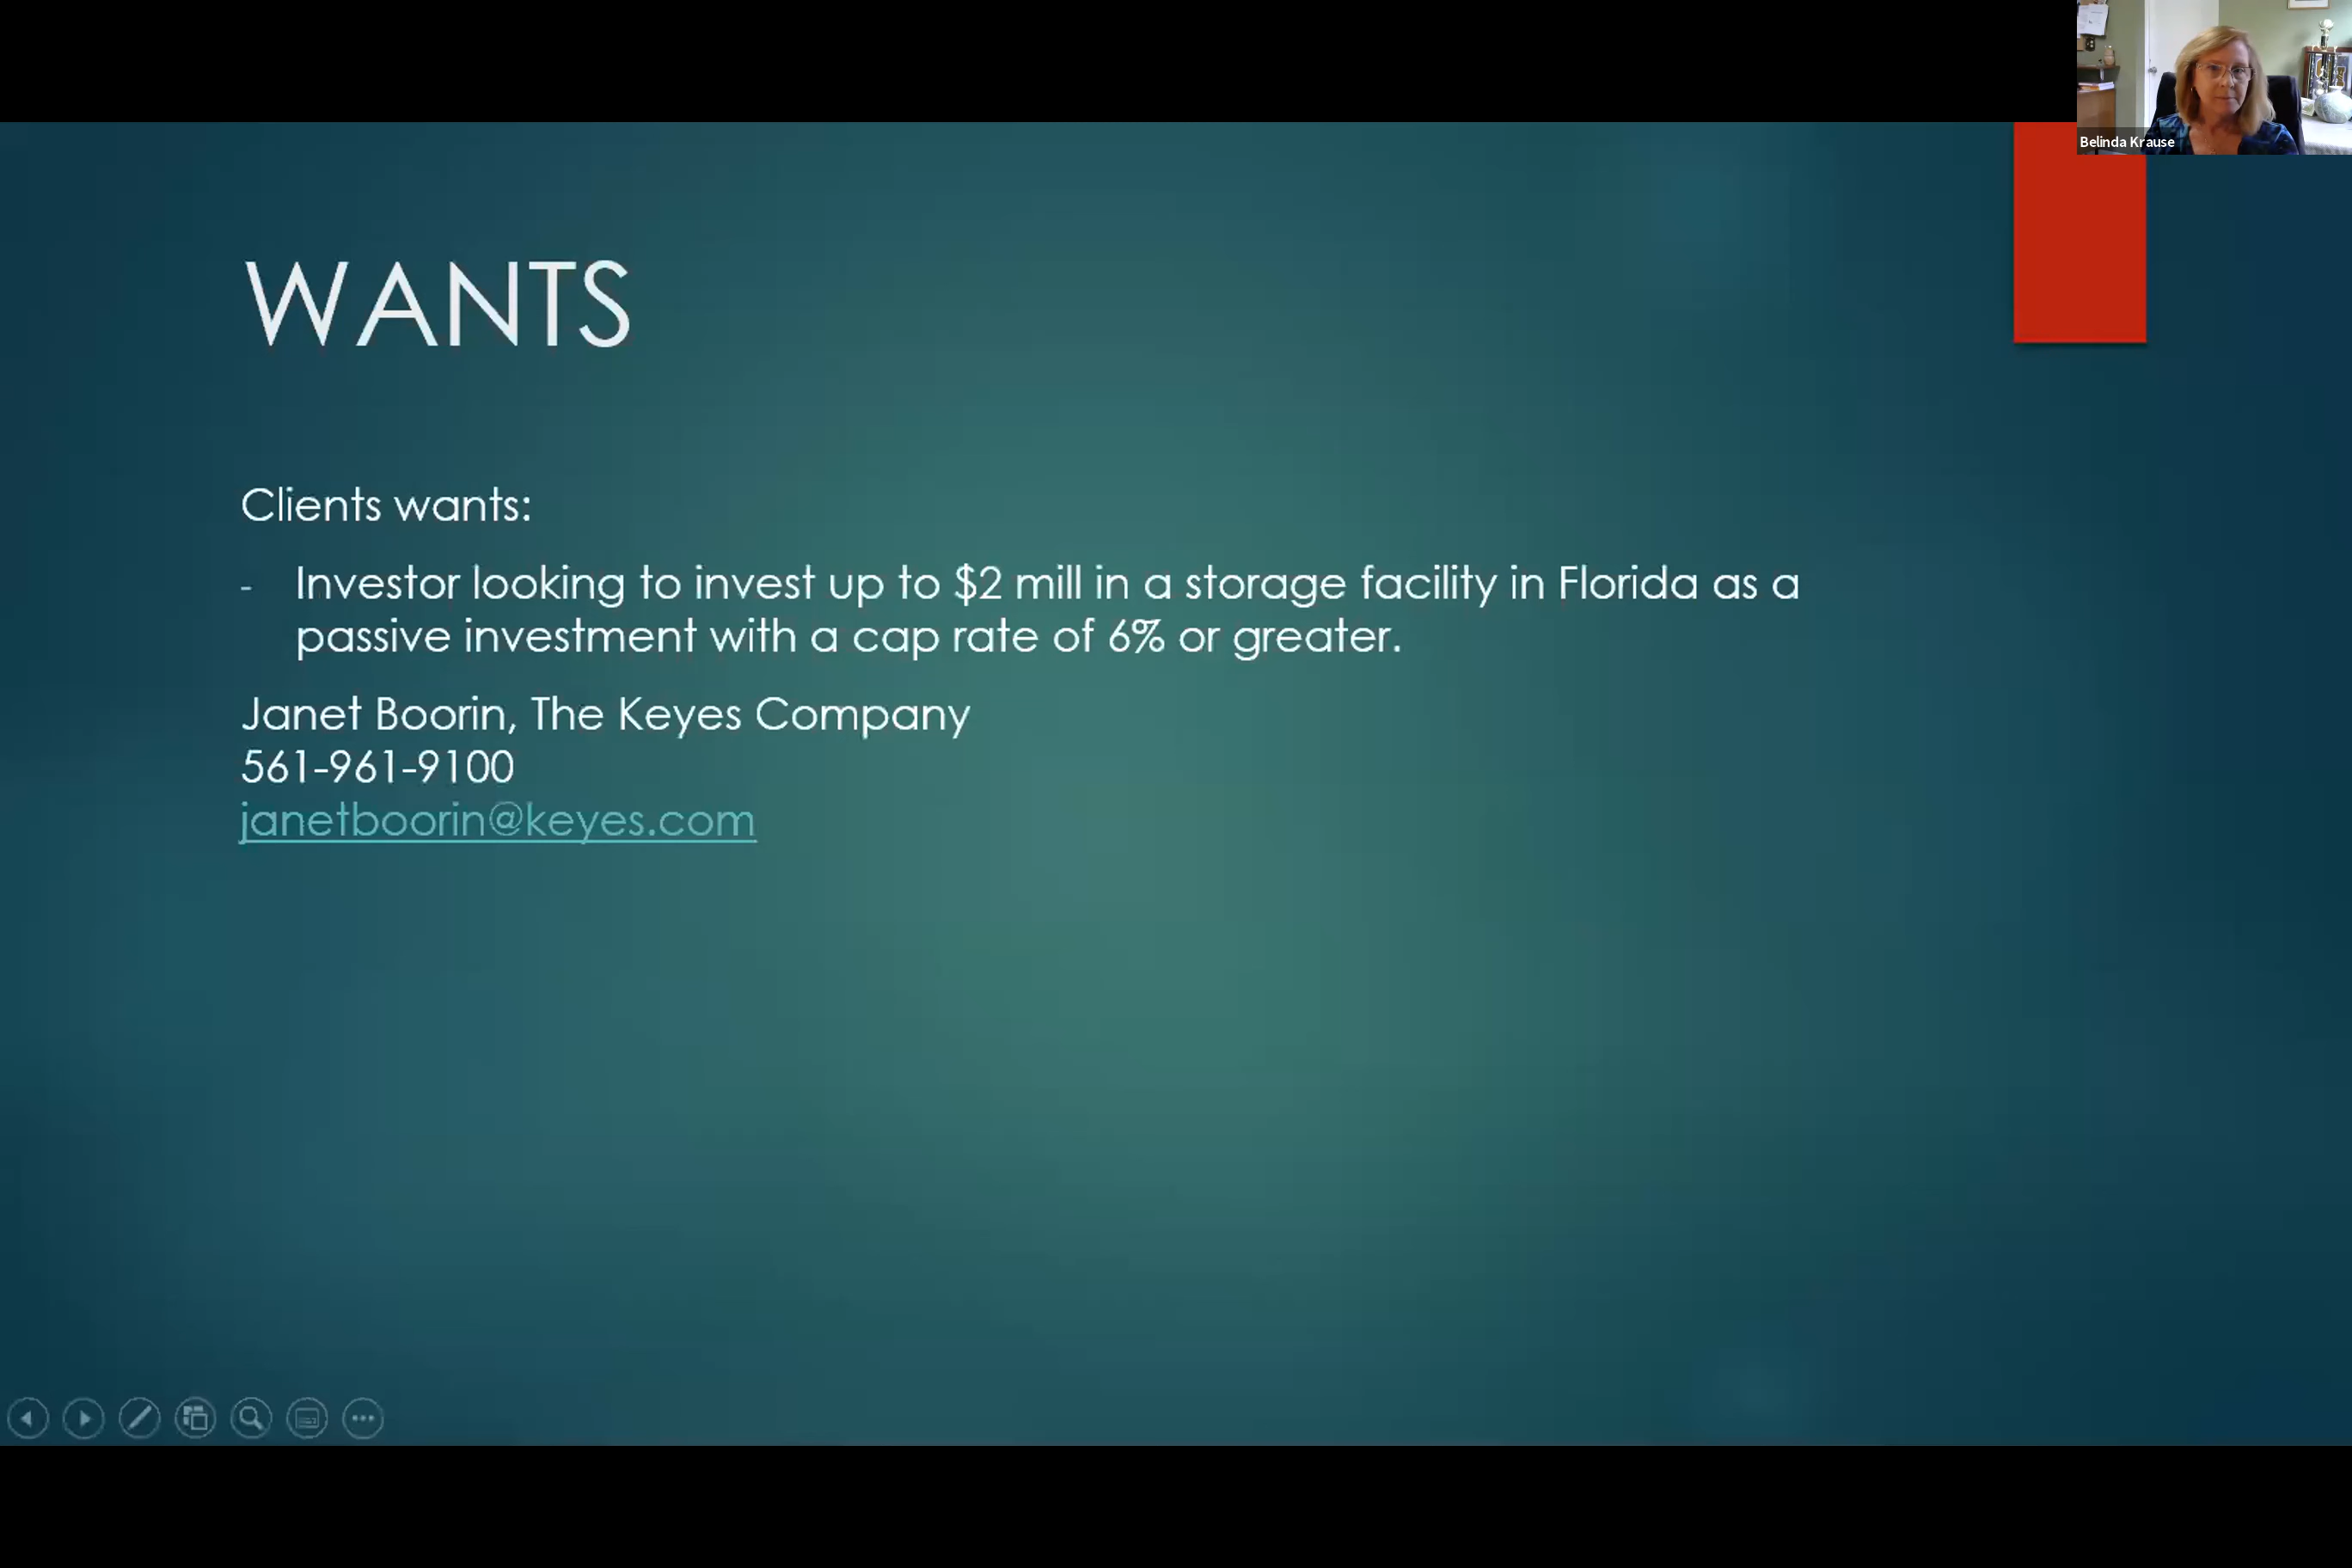 Belinda Krause
WANTS
Clients wants:
- Investor looking to invest up to $2 mill in a storage facility in Florida as a
passive investment with a cap rate of 6% or greater.
Janet Boorin, The Keyes Company
561-961-9100
janetboorin@keyes.com